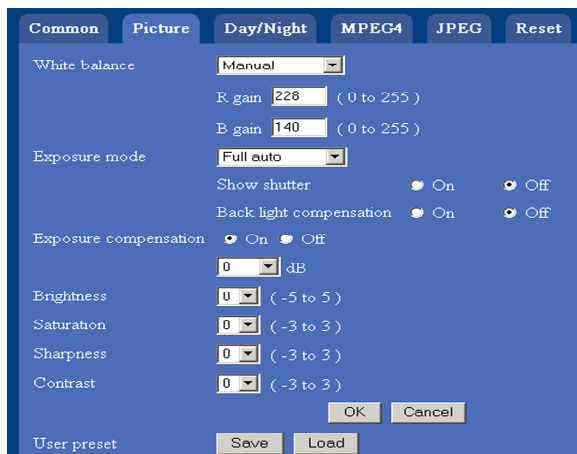 Common Picture Day/Night MPEG4 JPEG Reset
White balance Manual
R gain 228 ( 0 to 255 )
B gain 140 ( 0 to 255 )
Exposure mode Full auto
Show shutter On Off
Back light compensation On Off
Exposure compensation On Off
0 dB
Brightness 0 ( -5 to 5 )
Saturation 0 ( -3 to 3 )
Sharpness 0 ( -3 to 3 )
Contrast 0 ( -3 to 3 )
OK Cancel
User preset Save Load